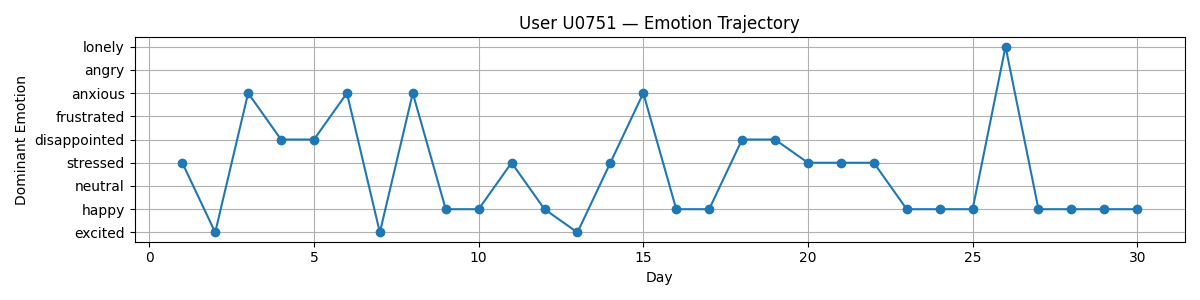 User U0751 — Emotion Trajectory
Dominant Emotion
lonely
angry
anxious
frustrated
disappointed
stressed
neutral
happy
excited
0 5 10 15 20 25 30
Day